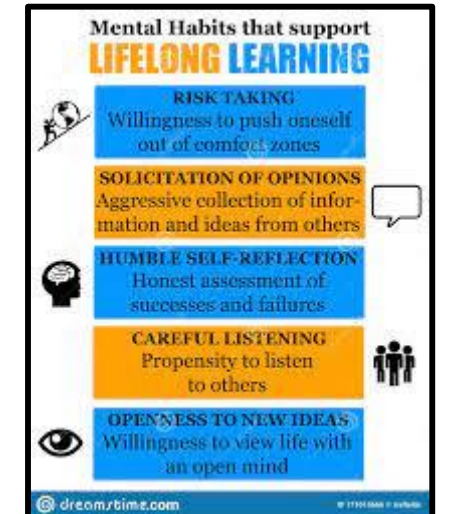 Mental Habits that support
LIFELONG LEARNING
RISK TAKING
Willingness to push oneself
out of comfort zones
SOLICITATION OF OPINIONS
Aggressive collection of infor-
mation and ideas from others
HUMBLE SELF-REFLECTION
Honest assessment of
successes and failures
CAREFUL LISTENING
Propensity to listen
to others
OPENNESS TO NEW IDEAS
Willingness to view life with
an open mind
dreamstime.com